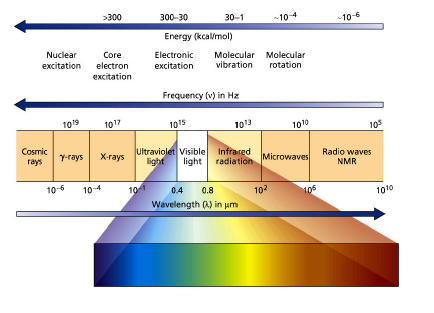 >300 300–30 30–1 ~10⁻⁴ ~10⁻⁶
Energy (kcal/mol)
Nuclear
excitation
Core
electron
excitation
Electronic
excitation
Molecular
vibration
Molecular
rotation
Frequency (ν) in Hz
10¹⁹ 10¹⁷ 10¹⁵ 10¹³ 10¹⁰ 10⁵
Cosmic
rays
γ-rays
X-rays
Ultraviolet
light
Visible
light
Infrared
radiation
Microwaves
Radio waves
NMR
10⁻⁶ 10⁻⁴ 10⁻¹ 0.4 0.8 10² 10⁶ 10¹⁰
Wavelength (λ) in μm